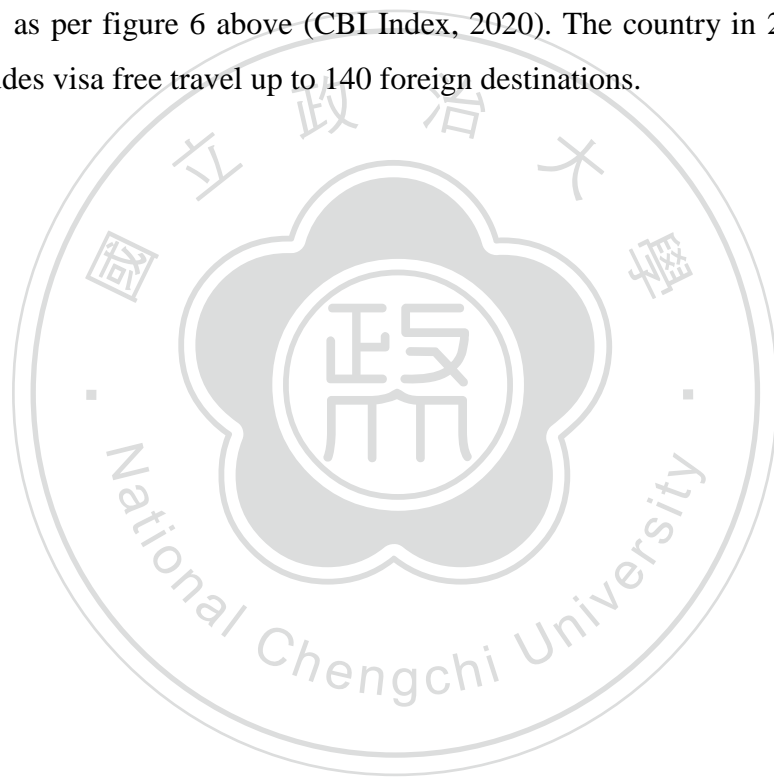 as per figure 6 above (CBI Index, 2020). The country in 2
des visa free travel up to 140 foreign destinations.
國立政治大學
政大
National Chengchi University